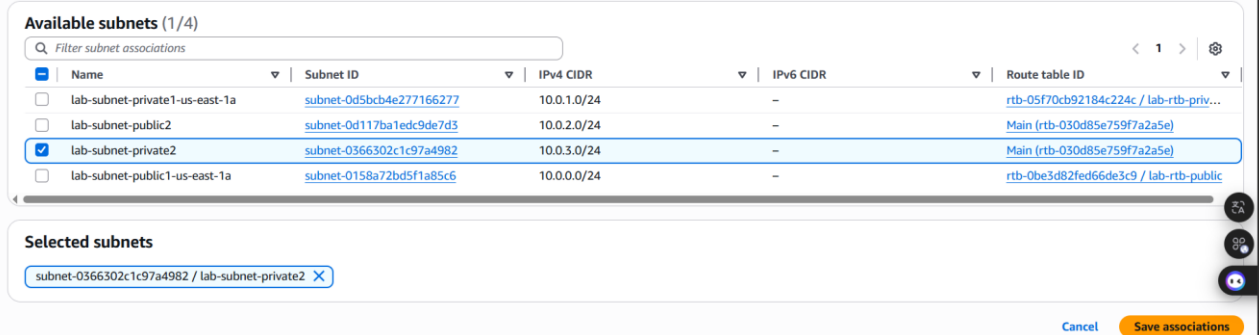 Available subnets (1/4)
Filter subnet associations
1
Name Subnet ID IPv4 CIDR IPv6 CIDR Route table ID
lab-subnet-private1-us-east-1a subnet-0d5bcb4e277166277 10.0.1.0/24 – rtb-05f70cb92184c224c / lab-rtb-priv...
lab-subnet-public2 subnet-0d117ba1edc9de7d3 10.0.2.0/24 – Main (rtb-030d85e759f7a2a5e)
lab-subnet-private2 subnet-0366302c1c97a4982 10.0.3.0/24 – Main (rtb-030d85e759f7a2a5e)
lab-subnet-public1-us-east-1a subnet-0158a72bd5f1a85c6 10.0.0.0/24 – rtb-0be3d82fed66de3c9 / lab-rtb-public
Selected subnets
subnet-0366302c1c97a4982 / lab-subnet-private2
Cancel Save associations